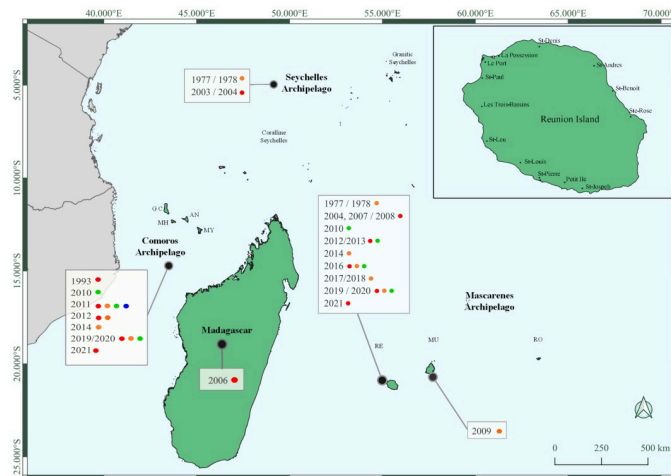 40.000°E 45.000°E 50.000°E 55.000°E 60.000°E 65.000°E 70.000°E
5.000°S
10.000°S
15.000°S
20.000°S
25.000°S
1977 / 1978
2003 / 2004
Seychelles
Archipelago
Granitic
Seychelles
Coralline
Seychelles
St-Denis
La Possession
Le Port
St-Andres
St-Paul
St-Benoit
Les Trois-Bassins
Ste-Rose
Reunion Island
St-Leu
St-Louis
St-Pierre
Petit Ile
St-Joseph
GC
MH
AN
MY
Comoros
Archipelago
1993
2010
2011
2012
2014
2019/2020
2021
Madagascar
2006
1977 / 1978
2004, 2007 / 2008
2010
2012/2013
2014
2016
2017/2018
2019 / 2020
2021
Mascarenes
Archipelago
RE
MU
RO
2009
0 250 500 km